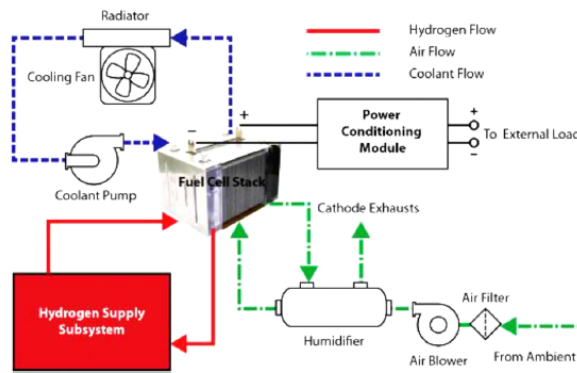 Radiator
Cooling Fan
Hydrogen Flow
Air Flow
Coolant Flow
Coolant Pump
−
+
Power
Conditioning
Module
+
To External Load
−
Fuel Cell Stack
Cathode Exhausts
Hydrogen Supply
Subsystem
Humidifier
Air Filter
Air Blower
From Ambient